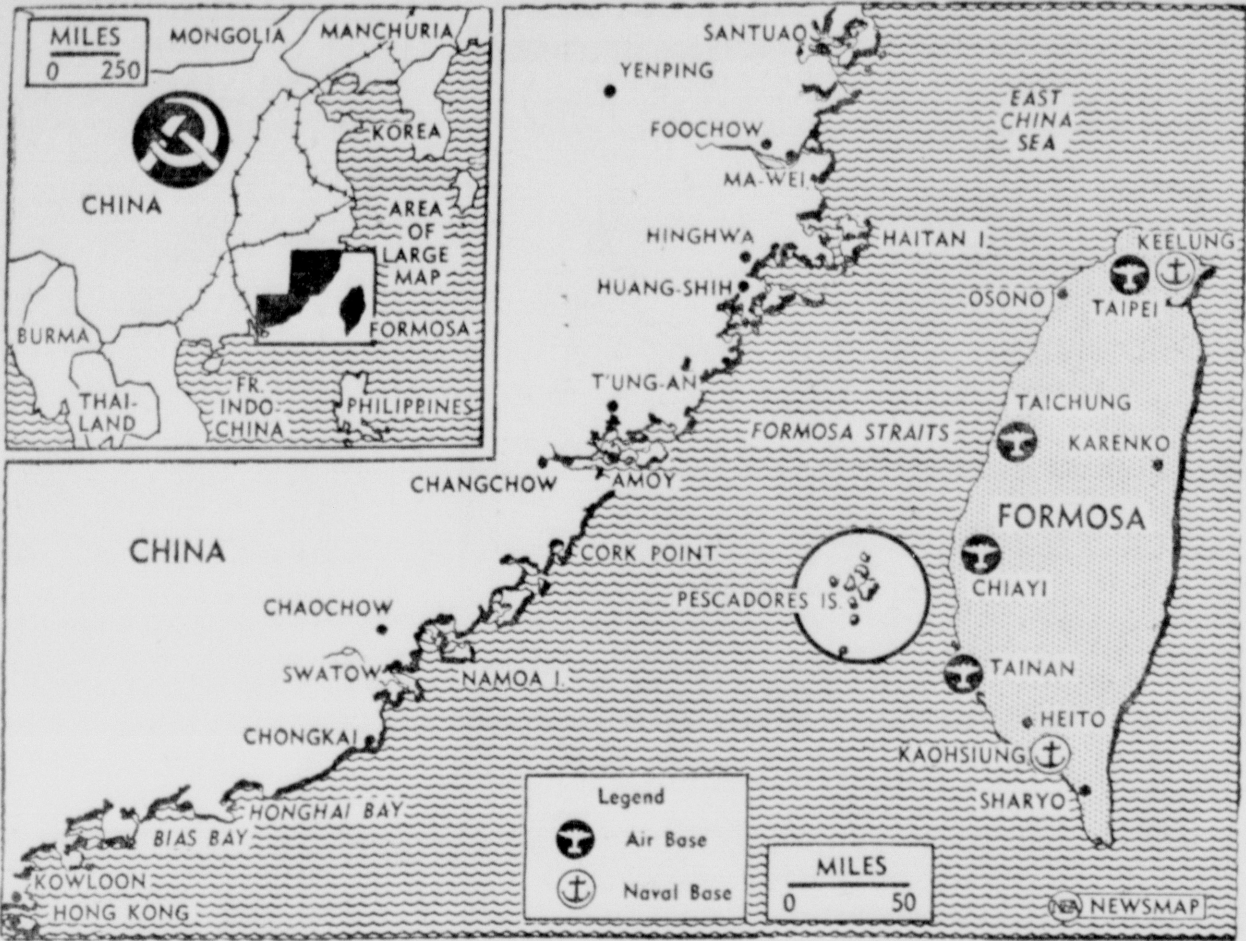 MILES
0 250
MONGOLIA
MANCHURIA
KOREA
CHINA
AREA
OF
LARGE
MAP
FORMOSA
BURMA
THAI-
LAND
FR.
INDO-
CHINA
PHILIPPINES
SANTUAO
YENPING
FOOCHOW
MA-WEI
EAST
CHINA
SEA
HINGHWA
HAITAN I.
HUANG-SHIH
KEELUNG
OSONO
TAIPEI
T'UNG-AN
FORMOSA STRAITS
TAICHUNG
KARENKO
CHANGCHOW
AMOY
FORMOSA
CHINA
CORK POINT
CHIAYI
PESCADORES IS.
CHAOCHOW
SWATOW
NAMOA I.
TAINAN
CHONGKAI
HEITO
KAOHSIUNG
SHARYO
HONGHAI BAY
BIAS BAY
KOWLOON
HONG KONG
Legend
Air Base
Naval Base
MILES
0 50
NEA NEWSMAP